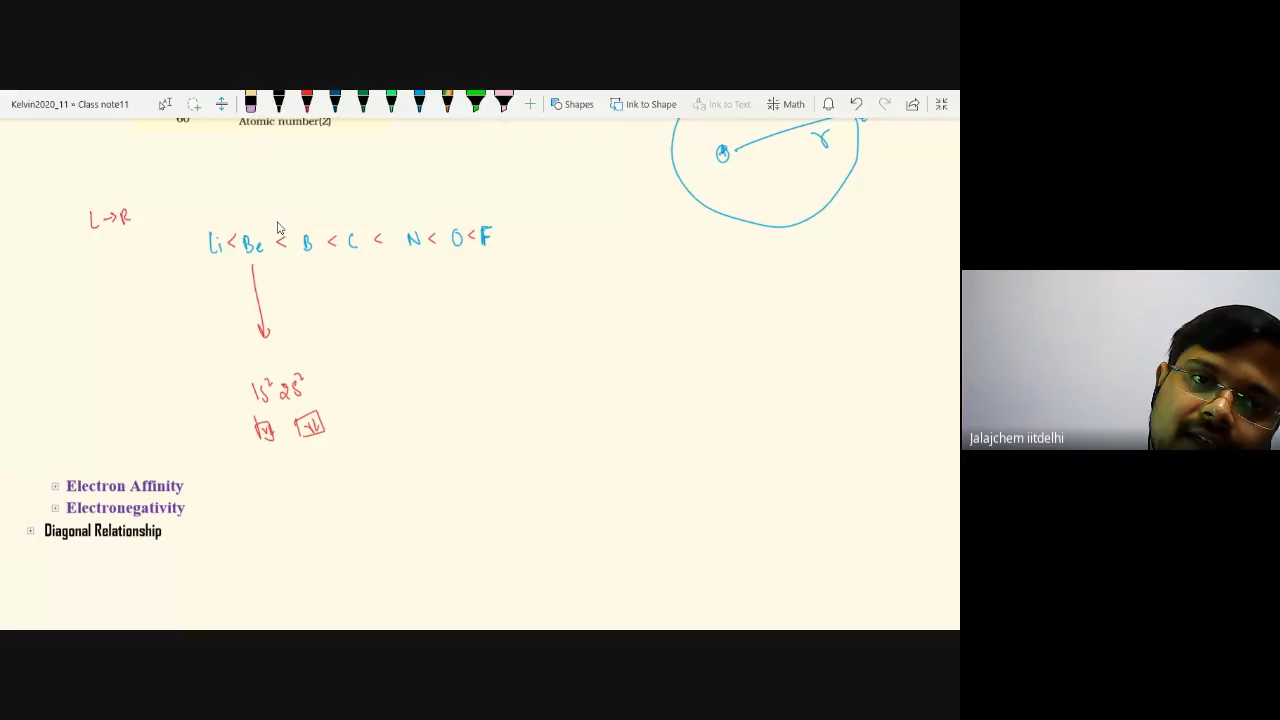 Kelvin2020_11 » Class note11
Shapes
Ink to Shape
Ink to Text
Math
60 Atomic number(Z)
r
L → R
Li < Be < B < C < N < O < F
1s² 2s²
Jalajchem iitdelhi
Electron Affinity
Electronegativity
Diagonal Relationship